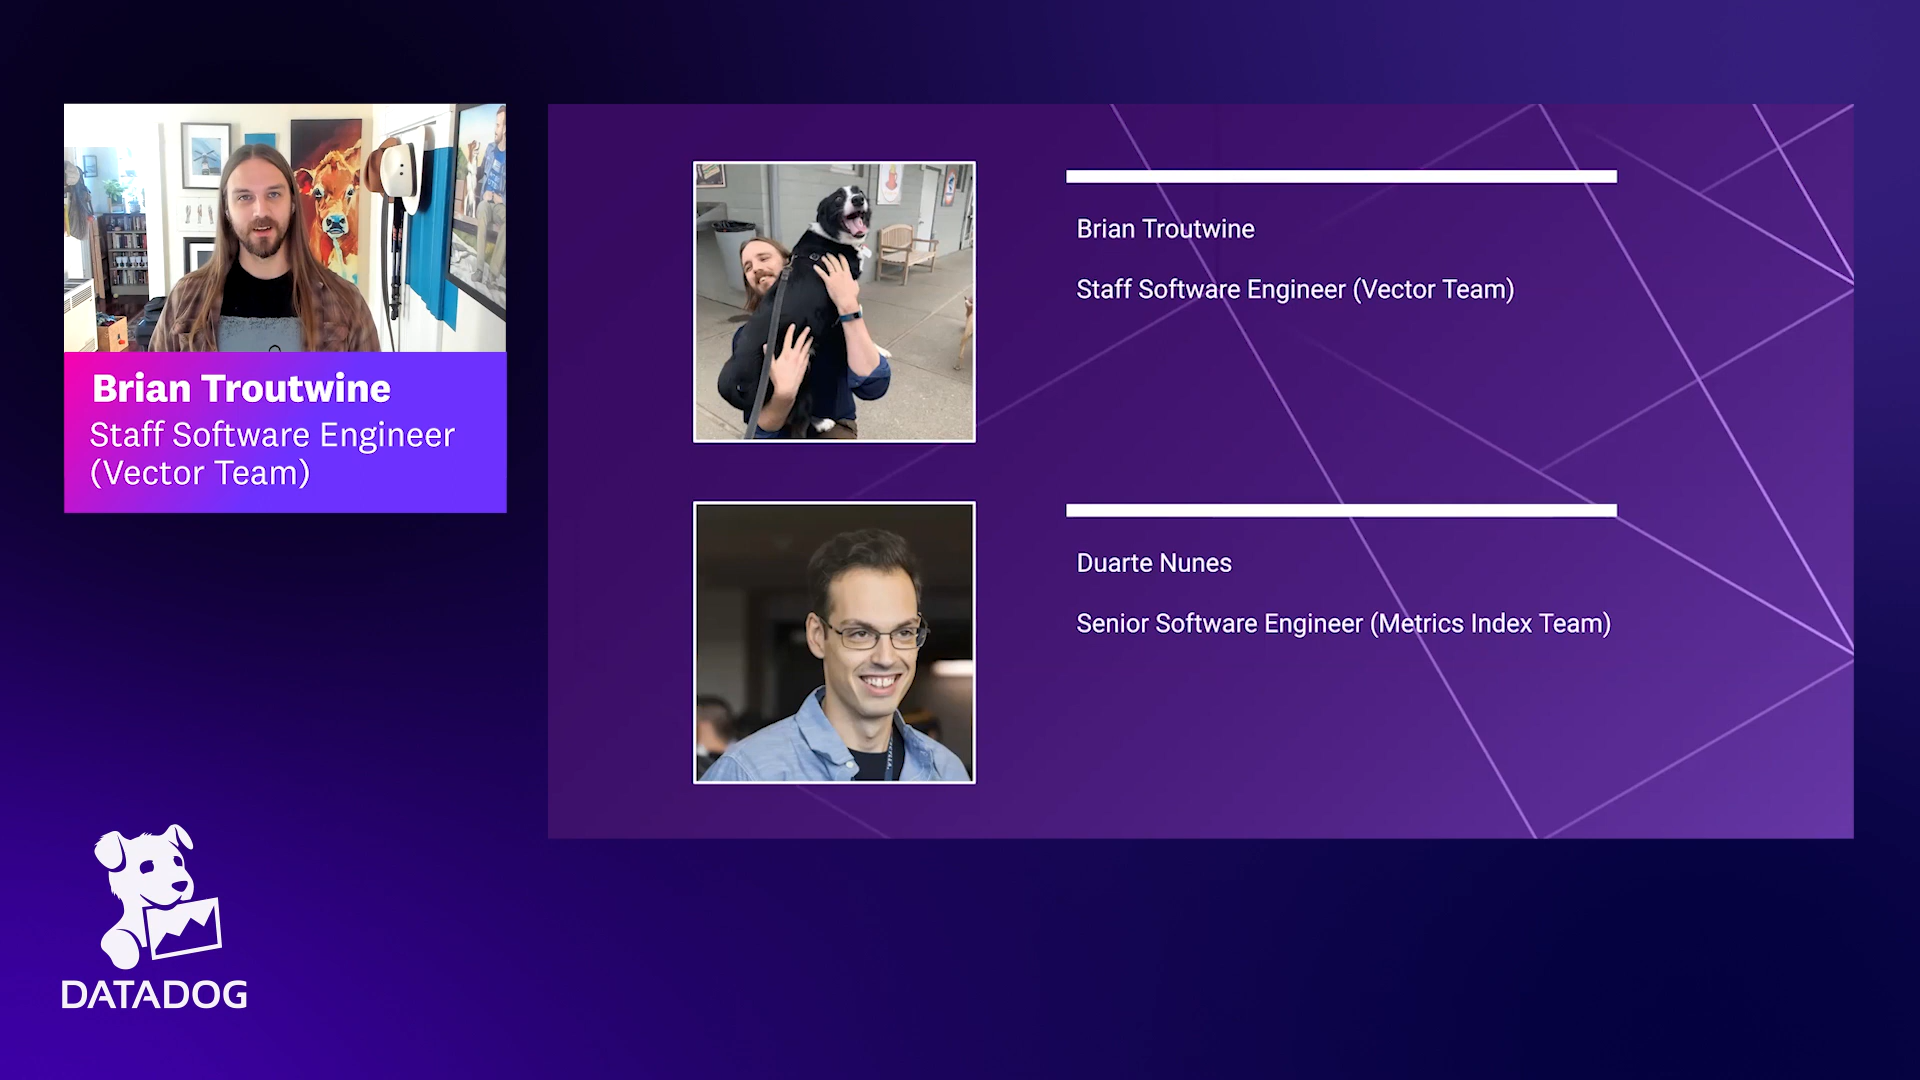 Brian Troutwine
Staff Software Engineer
(Vector Team)
Brian Troutwine
Staff Software Engineer (Vector Team)
Duarte Nunes
Senior Software Engineer (Metrics Index Team)
DATADOG